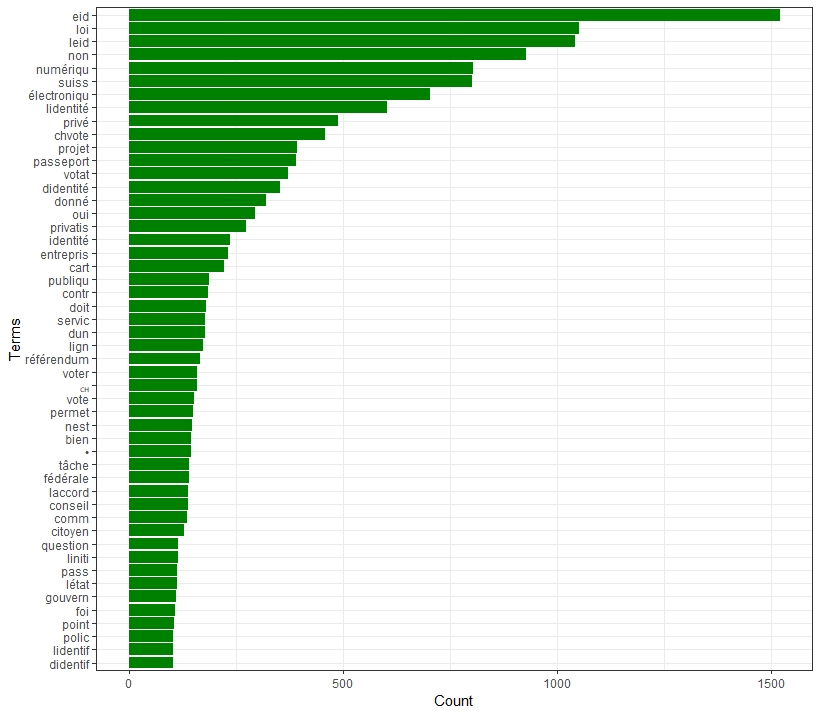 eid
loi
leid
non
numériqu
suiss
électroniqu
lidentité
privé
chvote
projet
passeport
votat
didentité
donné
oui
privatis
identité
entrepris
cart
publiqu
contr
doit
servic
dun
lign
référendum
voter
CH
vote
permet
nest
bien
•
tâche
fédérale
laccord
conseil
comm
citoyen
question
liniti
pass
létat
gouvern
foi
point
polic
lidentif
didentif
Terms
0 500 1000 1500
Count